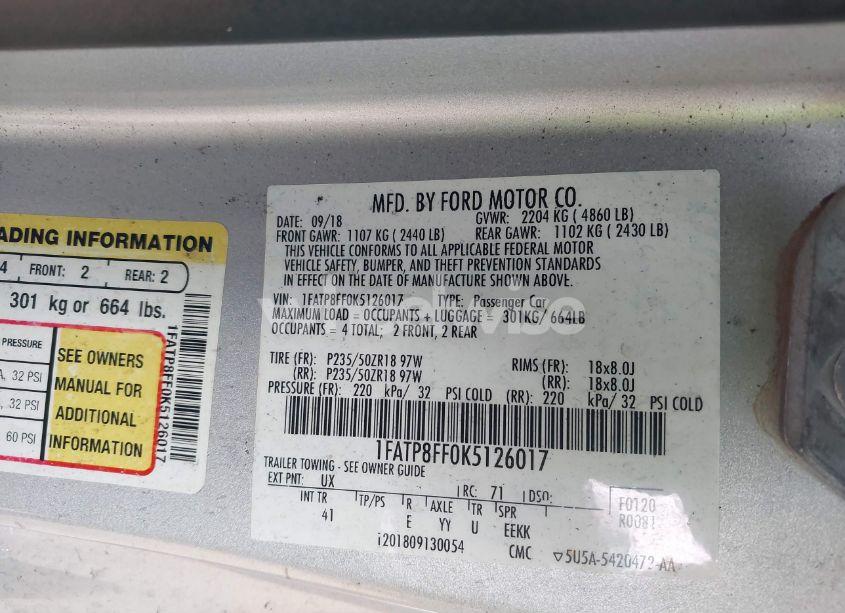 ADING INFORMATION
4 FRONT: 2 REAR: 2
301 kg or 664 lbs.
PRESSURE
, 32 PSI
, 32 PSI
60 PSI
SEE OWNERS
MANUAL FOR
ADDITIONAL
INFORMATION
1FATP8FF0K5126017
MFD. BY FORD MOTOR CO.
DATE: 09/18 GVWR: 2204 KG ( 4860 LB)
FRONT GAWR: 1107 KG ( 2440 LB) REAR GAWR: 1102 KG ( 2430 LB)
THIS VEHICLE CONFORMS TO ALL APPLICABLE FEDERAL MOTOR
VEHICLE SAFETY, BUMPER, AND THEFT PREVENTION STANDARDS
IN EFFECT ON THE DATE OF MANUFACTURE SHOWN ABOVE.
VIN: 1FATP8FF0K5126017 TYPE: Passenger Car
MAXIMUM LOAD = OCCUPANTS + LUGGAGE = 301KG/ 664LB
OCCUPANTS = 4 TOTAL; 2 FRONT, 2 REAR
TIRE (FR): P235/50ZR18 97W RIMS (FR): 18x8.0J
(RR): P235/50ZR18 97W (RR): 18x8.0J
PRESSURE (FR): 220 kPa/ 32 PSI COLD (RR): 220 kPa/ 32 PSI COLD
1FATP8FF0K5126017
TRAILER TOWING - SEE OWNER GUIDE
EXT PNT: UX RC: 71 DSO: F0120
INT TR TP/PS R AXLE TR SPR R0081
41 E YY U EEKK
i201809130054 CMC ▽5U5A-5420472-AA